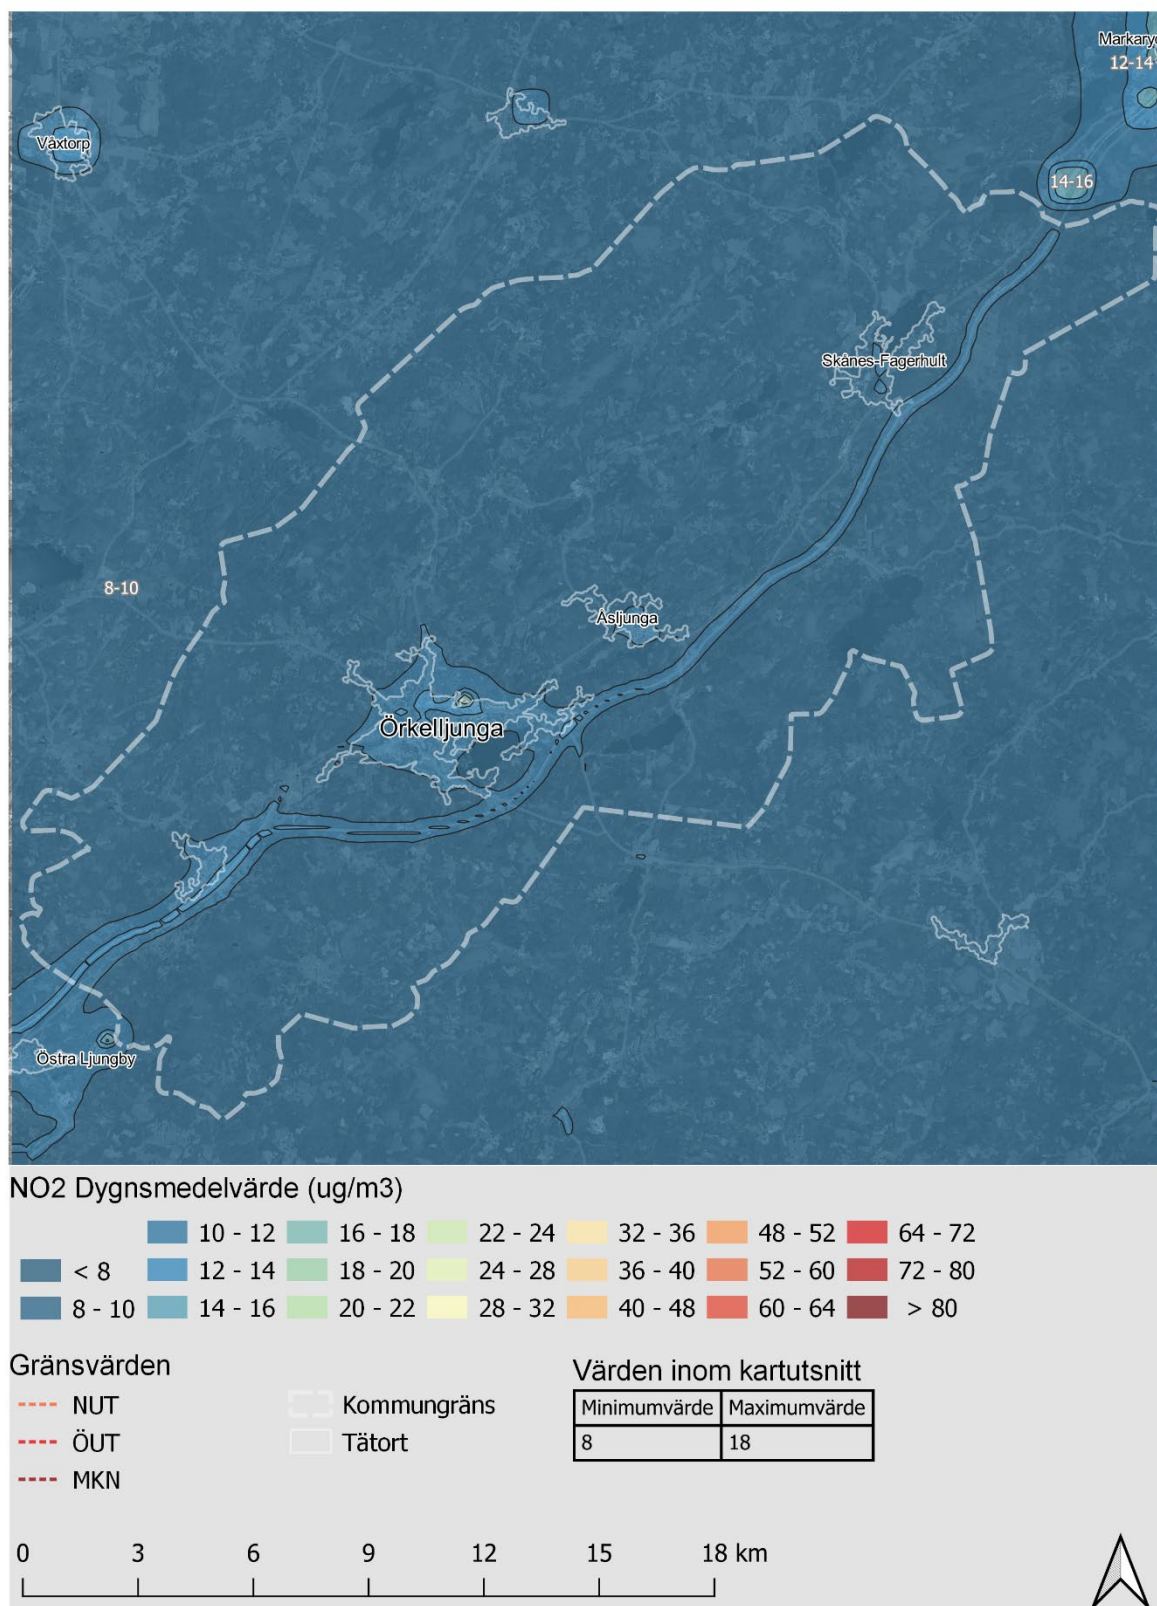 Markaryd
12-14
Våxtorp
14-16
Skånes-Fagerhult
8-10
Åsljunga
Örkelljunga
Östra Ljungby
NO2 Dygnsmedelvärde (ug/m3)
10 - 12 16 - 18 22 - 24 32 - 36 48 - 52 64 - 72
< 8 12 - 14 18 - 20 24 - 28 36 - 40 52 - 60 72 - 80
8 - 10 14 - 16 20 - 22 28 - 32 40 - 48 60 - 64 > 80
Gränsvärden
NUT
ÖUT
MKN
Kommungräns
Tätort
Värden inom kartutsnitt
Minimumvärde Maximumvärde
8 18
0 3 6 9 12 15 18 km